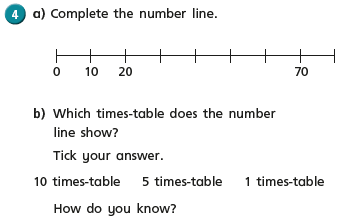 4 a) Complete the number line.
0 10 20 70
b) Which times-table does the number
line show?
Tick your answer.
10 times-table 5 times-table 1 times-table
How do you know?